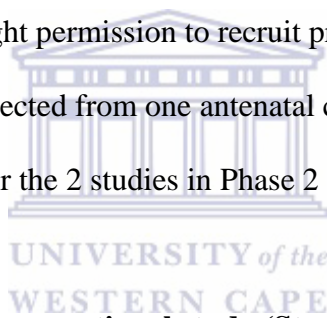 ght permission to recruit pr
ected from one antenatal c
r the 2 studies in Phase 2
UNIVERSITY of the
WESTERN CAPE